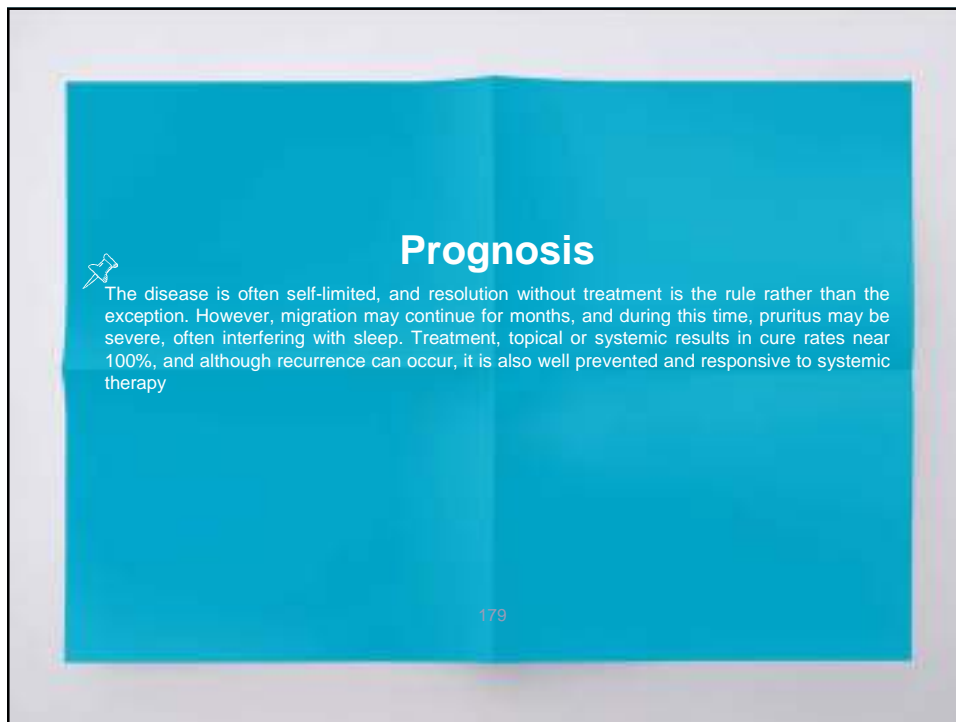 Prognosis
The disease is often self-limited, and resolution without treatment is the rule rather than the
exception. However, migration may continue for months, and during this time, pruritus may be
severe, often interfering with sleep. Treatment, topical or systemic results in cure rates near
100%, and although recurrence can occur, it is also well prevented and responsive to systemic
therapy
179